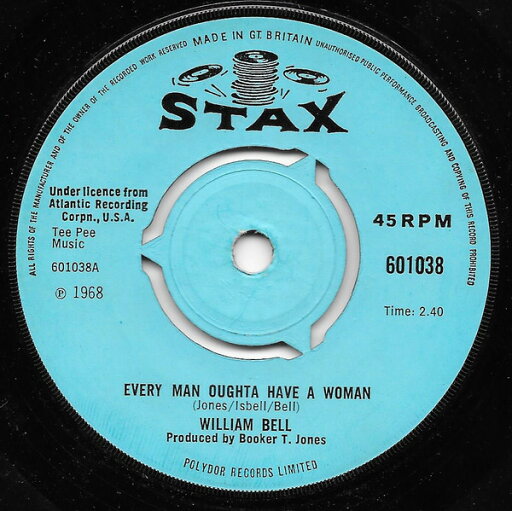 ALL RIGHTS OF THE MANUFACTURER AND OF THE OWNER OF THE RECORDED WORK RESERVED
MADE IN GT. BRITAIN
UNAUTHORISED PUBLIC PERFORMANCE BROADCASTING AND COPYING OF THIS RECORD PROHIBITED
STAX
Under licence from
Atlantic Recording
Corpn., U.S.A.
Tee Pee
Music
601038A
℗ 1968
45 RPM
601038
Time: 2.40
EVERY MAN OUGHTA HAVE A WOMAN
(Jones/Isbell/Bell)
WILLIAM BELL
Produced by Booker T. Jones
POLYDOR RECORDS LIMITED